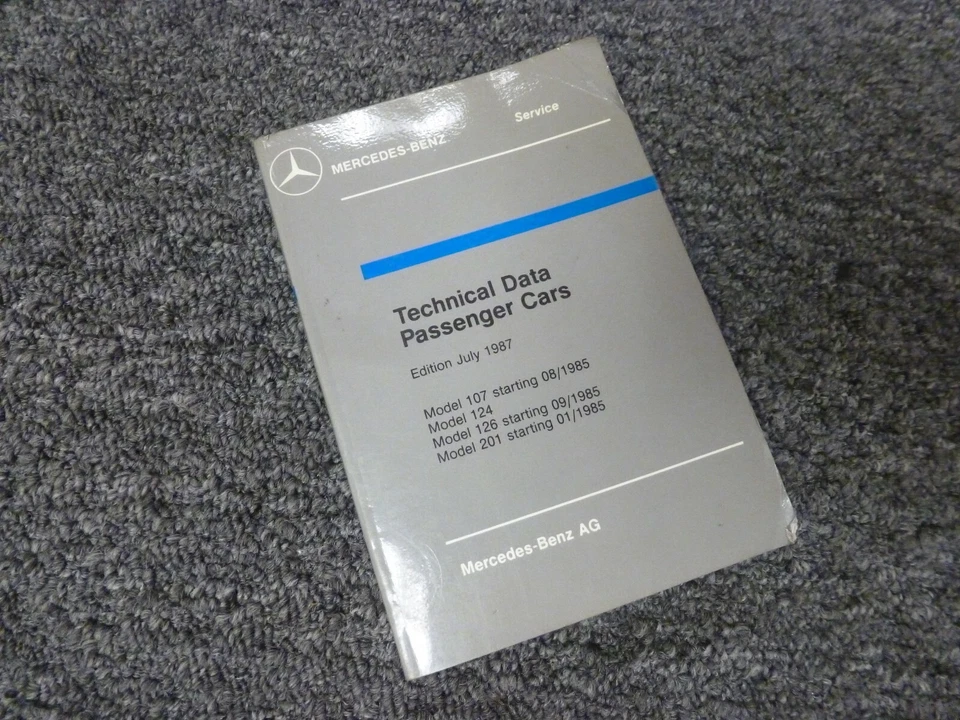 MERCEDES-BENZ
Service
Technical Data
Passenger Cars
Edition July 1987
Model 107 starting 08/1985
Model 124
Model 126 starting 09/1985
Model 201 starting 01/1985
Mercedes-Benz AG